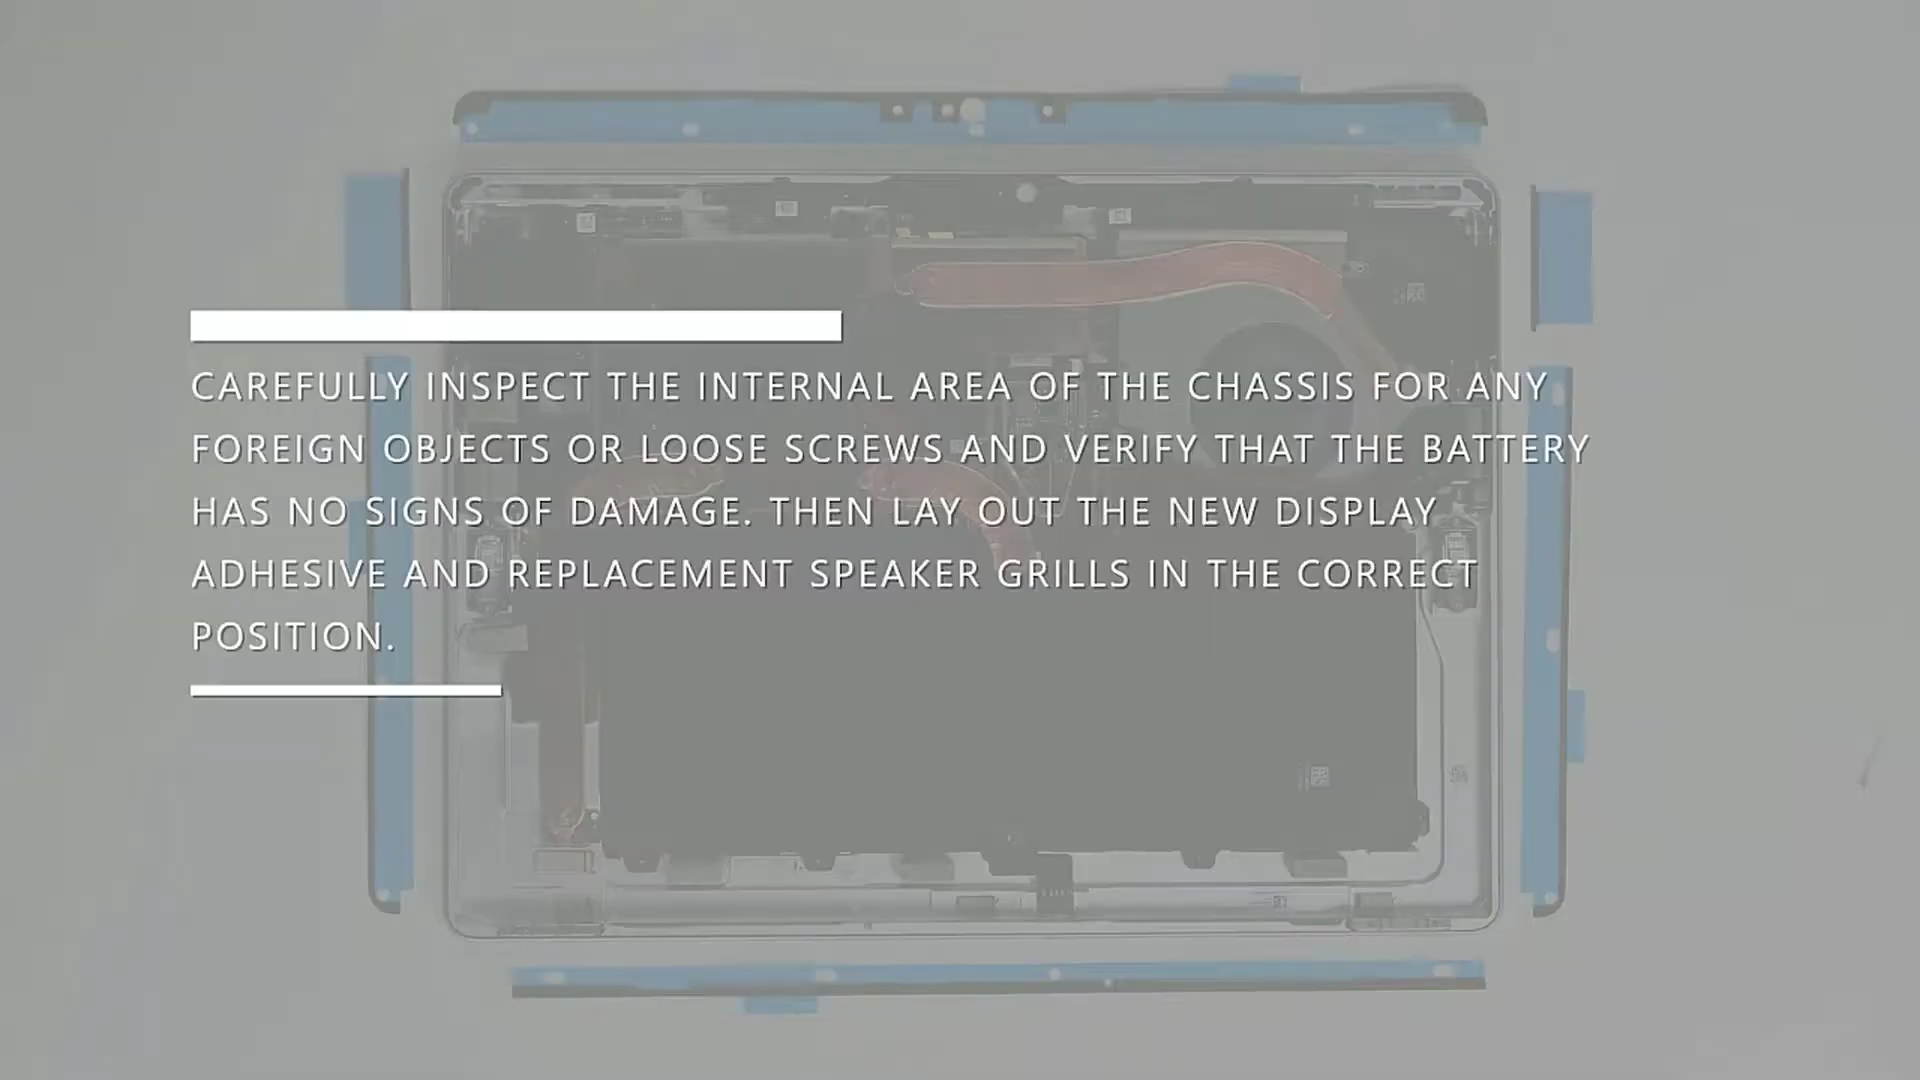 CAREFULLY INSPECT THE INTERNAL AREA OF THE CHASSIS FOR ANY
FOREIGN OBJECTS OR LOOSE SCREWS AND VERIFY THAT THE BATTERY
HAS NO SIGNS OF DAMAGE. THEN LAY OUT THE NEW DISPLAY
ADHESIVE AND REPLACEMENT SPEAKER GRILLS IN THE CORRECT
POSITION.